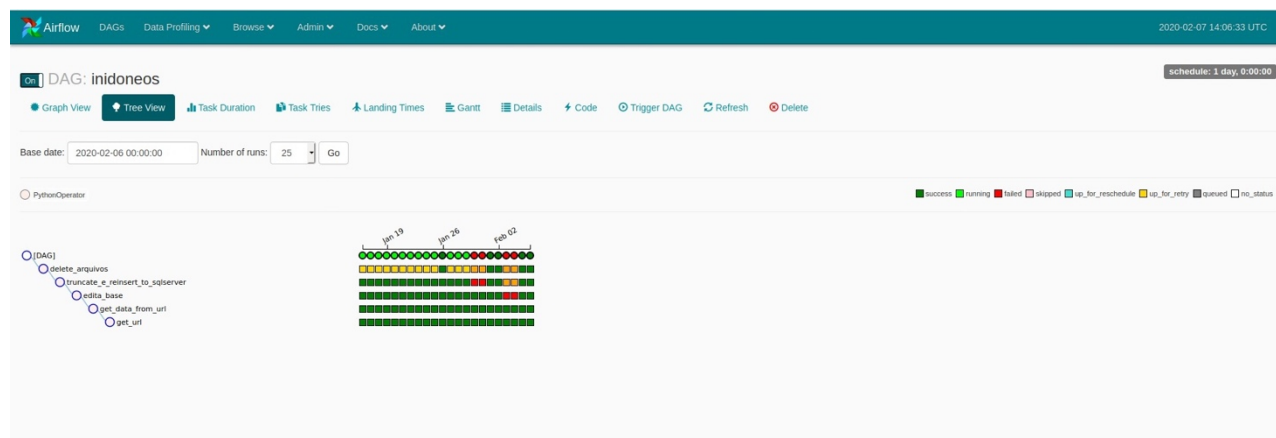 Airflow DAGs Data Profiling Browse Admin Docs About 2020-02-07 14:06:33 UTC
On DAG: inidoneos schedule: 1 day, 0:00:00
Graph View Tree View Task Duration Task Tries Landing Times Gantt Details Code Trigger DAG Refresh Delete
Base date: 2020-02-06 00:00:00 Number of runs: 25 Go
PythonOperator success running failed skipped up_for_reschedule up_for_retry queued no_status
Jan 19 Jan 26 Feb 02
[DAG]
delete_arquivos
truncate_e_reinsert_to_sqlserver
edita_base
get_data_from_url
get_url